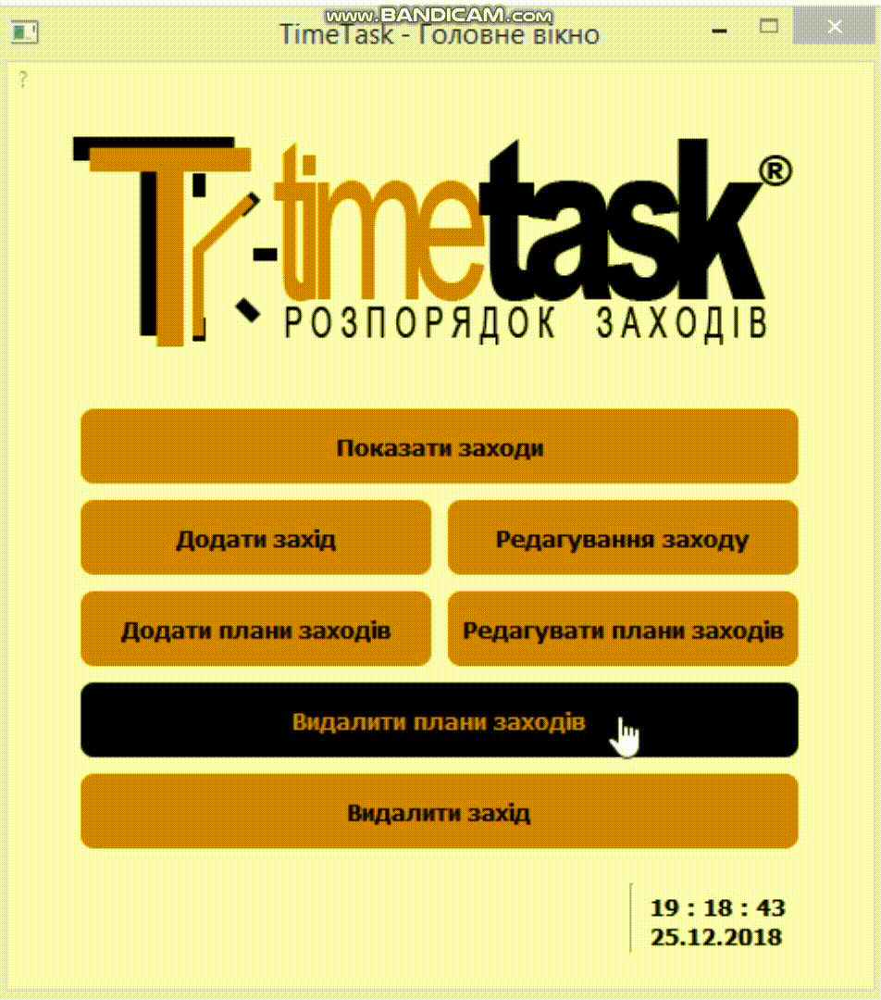 www.BANDICAM.com
TimeTask - Головне вікно
?
timetask®
РОЗПОРЯДОК ЗАХОДІВ
Показати заходи
Додати захід
Редагування заходу
Додати плани заходів
Редагувати плани заходів
Видалити плани заходів
Видалити захід
19 : 18 : 43
25.12.2018